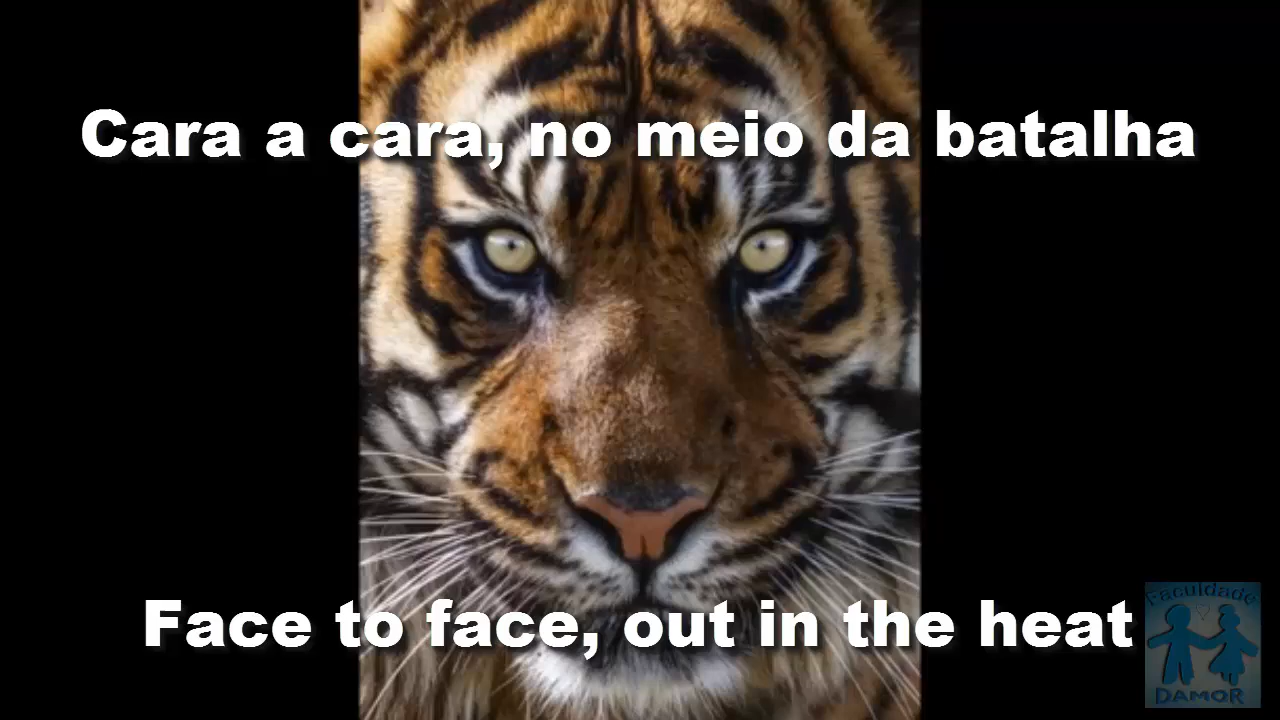 Cara a cara, no meio da batalha
Face to face, out in the heat
Faculdade
DAMOR